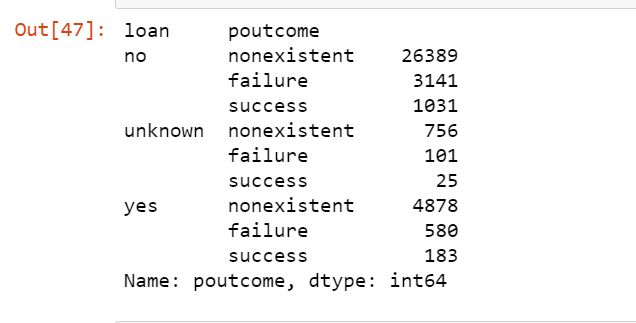 Out[47]: loan     poutcome
no       nonexistent    26389
         failure         3141
         success         1031
unknown  nonexistent      756
         failure          101
         success           25
yes      nonexistent     4878
         failure          580
         success          183
Name: poutcome, dtype: int64